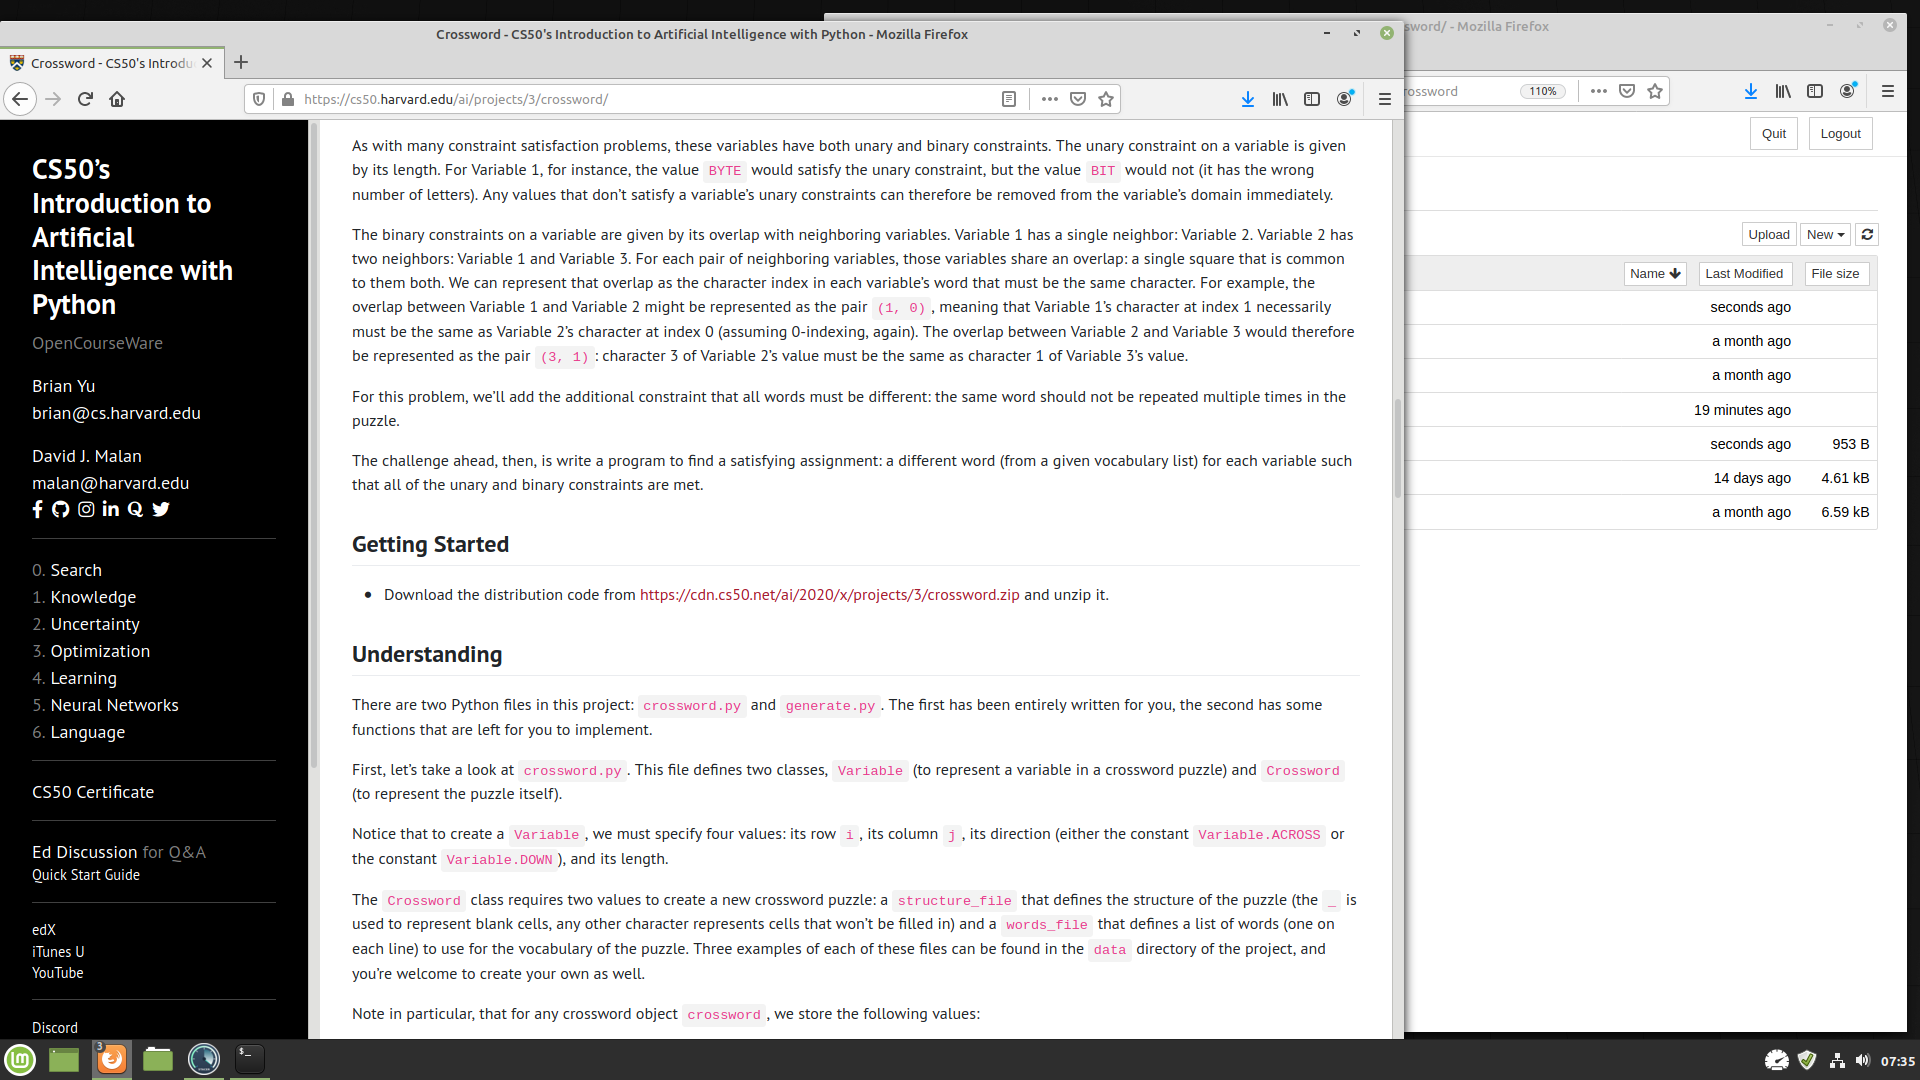 sword/ - Mozilla Firefox
Crossword - CS50's Introduction to Artificial Intelligence with Python - Mozilla Firefox
Crossword - CS50's Introdu
https://cs50.harvard.edu/ai/projects/3/crossword/
rossword
110%
Quit
Logout
Upload
New
Name
Last Modified
File size
seconds ago
a month ago
a month ago
19 minutes ago
seconds ago 953 B
14 days ago 4.61 kB
a month ago 6.59 kB
CS50’s
Introduction to
Artificial
Intelligence with
Python
OpenCourseWare
Brian Yu
brian@cs.harvard.edu
David J. Malan
malan@harvard.edu
0. Search
1. Knowledge
2. Uncertainty
3. Optimization
4. Learning
5. Neural Networks
6. Language
CS50 Certificate
Ed Discussion for Q&A
Quick Start Guide
edX
iTunes U
YouTube
Discord
As with many constraint satisfaction problems, these variables have both unary and binary constraints. The unary constraint on a variable is given
by its length. For Variable 1, for instance, the value BYTE would satisfy the unary constraint, but the value BIT would not (it has the wrong
number of letters). Any values that don’t satisfy a variable’s unary constraints can therefore be removed from the variable’s domain immediately.
The binary constraints on a variable are given by its overlap with neighboring variables. Variable 1 has a single neighbor: Variable 2. Variable 2 has
two neighbors: Variable 1 and Variable 3. For each pair of neighboring variables, those variables share an overlap: a single square that is common
to them both. We can represent that overlap as the character index in each variable’s word that must be the same character. For example, the
overlap between Variable 1 and Variable 2 might be represented as the pair (1, 0), meaning that Variable 1’s character at index 1 necessarily
must be the same as Variable 2’s character at index 0 (assuming 0-indexing, again). The overlap between Variable 2 and Variable 3 would therefore
be represented as the pair (3, 1): character 3 of Variable 2’s value must be the same as character 1 of Variable 3’s value.
For this problem, we’ll add the additional constraint that all words must be different: the same word should not be repeated multiple times in the
puzzle.
The challenge ahead, then, is write a program to find a satisfying assignment: a different word (from a given vocabulary list) for each variable such
that all of the unary and binary constraints are met.
Getting Started
• Download the distribution code from https://cdn.cs50.net/ai/2020/x/projects/3/crossword.zip and unzip it.
Understanding
There are two Python files in this project: crossword.py and generate.py. The first has been entirely written for you, the second has some
functions that are left for you to implement.
First, let’s take a look at crossword.py. This file defines two classes, Variable (to represent a variable in a crossword puzzle) and Crossword
(to represent the puzzle itself).
Notice that to create a Variable, we must specify four values: its row i, its column j, its direction (either the constant Variable.ACROSS or
the constant Variable.DOWN), and its length.
The Crossword class requires two values to create a new crossword puzzle: a structure_file that defines the structure of the puzzle (the _ is
used to represent blank cells, any other character represents cells that won’t be filled in) and a words_file that defines a list of words (one on
each line) to use for the vocabulary of the puzzle. Three examples of each of these files can be found in the data directory of the project, and
you’re welcome to create your own as well.
Note in particular, that for any crossword object crossword, we store the following values:
3
07:35